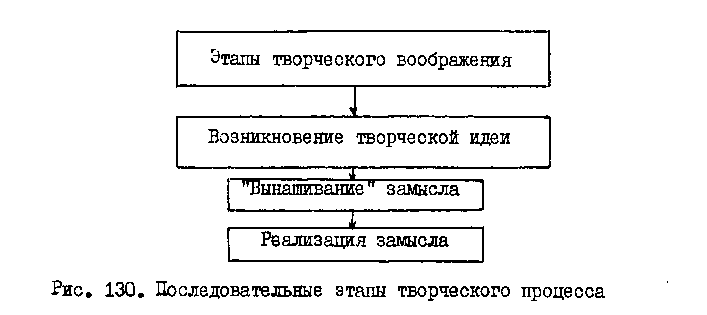 Этапы творческого воображения
Возникновение творческой идеи
"Вынашивание" замысла
Реализация замысла
Рис. 130. Последовательные этапы творческого процесса